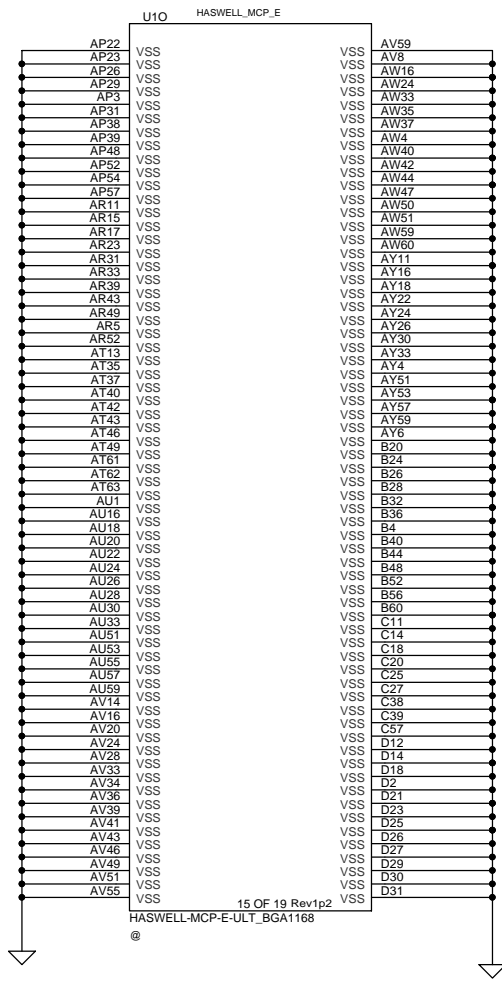 U1O HASWELL_MCP_E
AP22 VSS VSS AV59
AP23 VSS VSS AV8
AP26 VSS VSS AW16
AP29 VSS VSS AW24
AP3 VSS VSS AW33
AP31 VSS VSS AW35
AP38 VSS VSS AW37
AP39 VSS VSS AW4
AP48 VSS VSS AW40
AP52 VSS VSS AW42
AP54 VSS VSS AW44
AP57 VSS VSS AW47
AR11 VSS VSS AW50
AR15 VSS VSS AW51
AR17 VSS VSS AW59
AR23 VSS VSS AW60
AR31 VSS VSS AY11
AR33 VSS VSS AY16
AR39 VSS VSS AY18
AR43 VSS VSS AY22
AR49 VSS VSS AY24
AR5 VSS VSS AY26
AR52 VSS VSS AY30
AT13 VSS VSS AY33
AT35 VSS VSS AY4
AT37 VSS VSS AY51
AT40 VSS VSS AY53
AT42 VSS VSS AY57
AT43 VSS VSS AY59
AT46 VSS VSS AY6
AT49 VSS VSS B20
AT61 VSS VSS B24
AT62 VSS VSS B26
AT63 VSS VSS B28
AU1 VSS VSS B32
AU16 VSS VSS B36
AU18 VSS VSS B4
AU20 VSS VSS B40
AU22 VSS VSS B44
AU24 VSS VSS B48
AU26 VSS VSS B52
AU28 VSS VSS B56
AU30 VSS VSS B60
AU33 VSS VSS C11
AU51 VSS VSS C14
AU53 VSS VSS C18
AU55 VSS VSS C20
AU57 VSS VSS C25
AU59 VSS VSS C27
AV14 VSS VSS C38
AV16 VSS VSS C39
AV20 VSS VSS C57
AV24 VSS VSS D12
AV28 VSS VSS D14
AV33 VSS VSS D18
AV34 VSS VSS D2
AV36 VSS VSS D21
AV39 VSS VSS D23
AV41 VSS VSS D25
AV43 VSS VSS D26
AV46 VSS VSS D27
AV49 VSS VSS D29
AV51 VSS VSS D30
AV55 VSS VSS D31
15 OF 19 Rev1p2
HASWELL-MCP-E-ULT_BGA1168
@